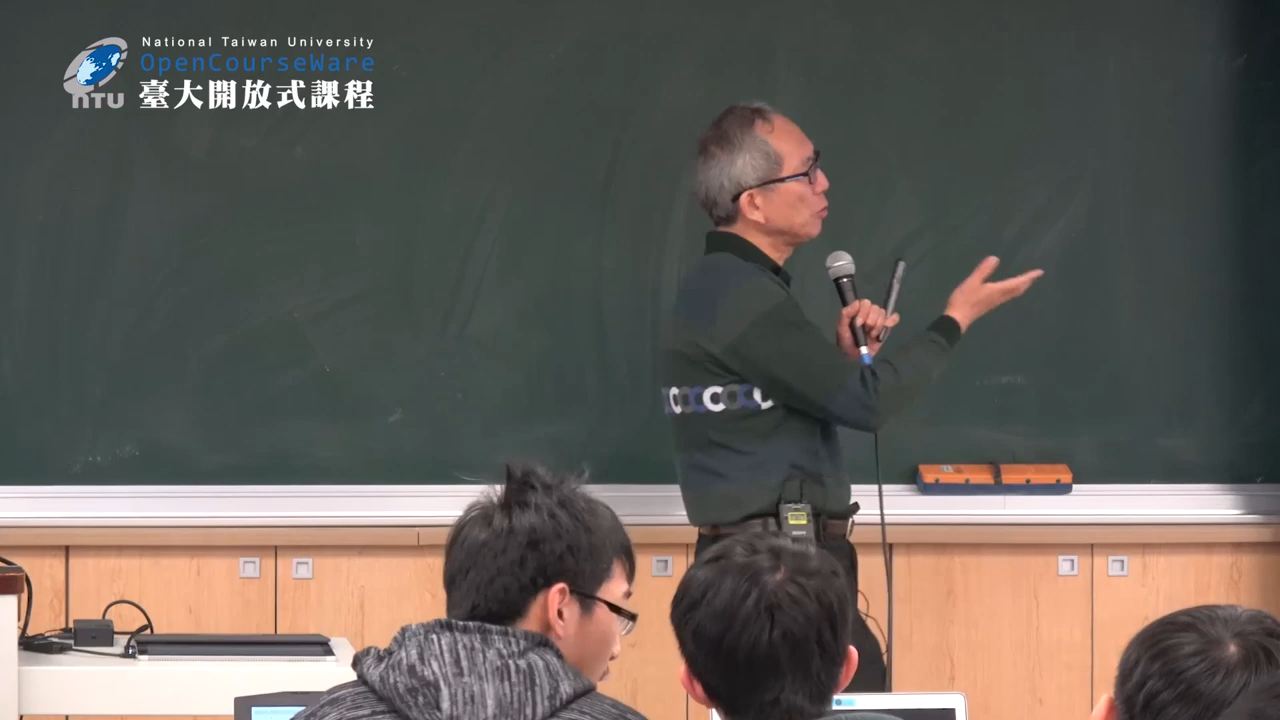 National Taiwan University
OpenCourseWare
臺大開放式課程
NTU